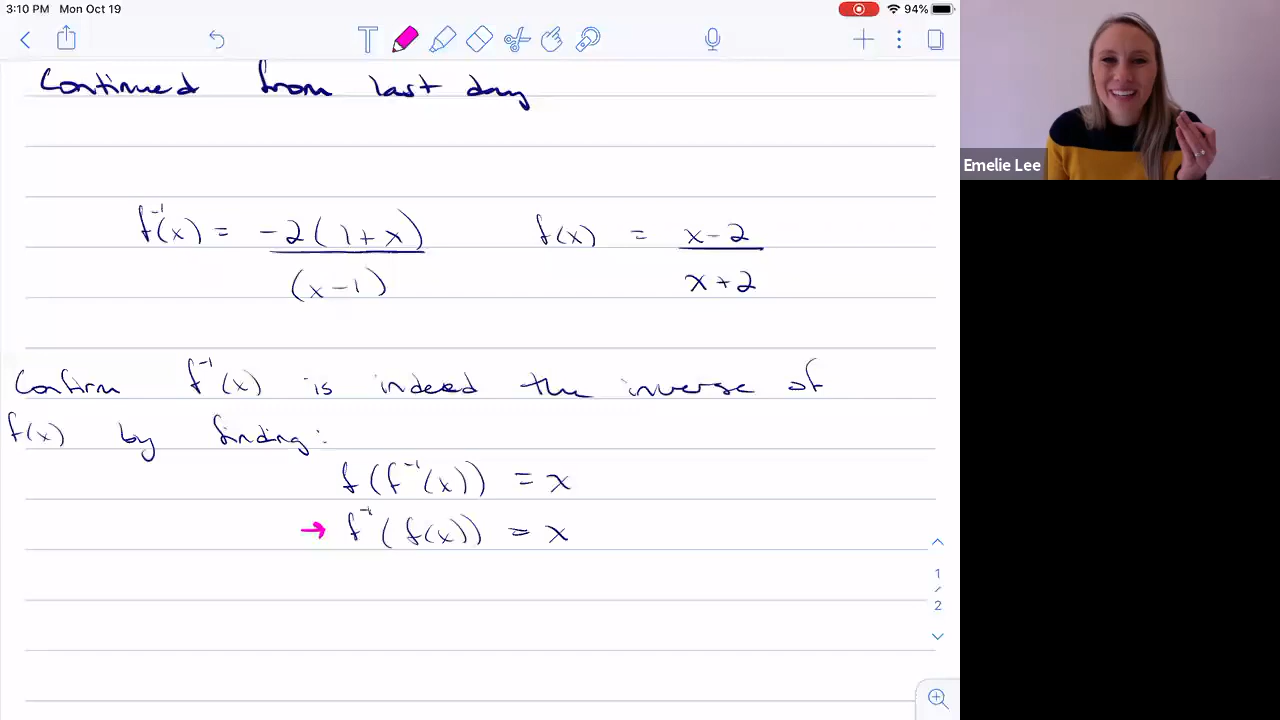 3:10 PM Mon Oct 19
94%
T
Continued from last day
f⁻¹(x) = -2(1+x) / (x-1)
f(x) = x-2 / x+2
Confirm f⁻¹(x) is indeed the inverse of
f(x) by finding:
f(f⁻¹(x)) = x
→ f⁻¹(f(x)) = x
1
/
2
Emelie Lee